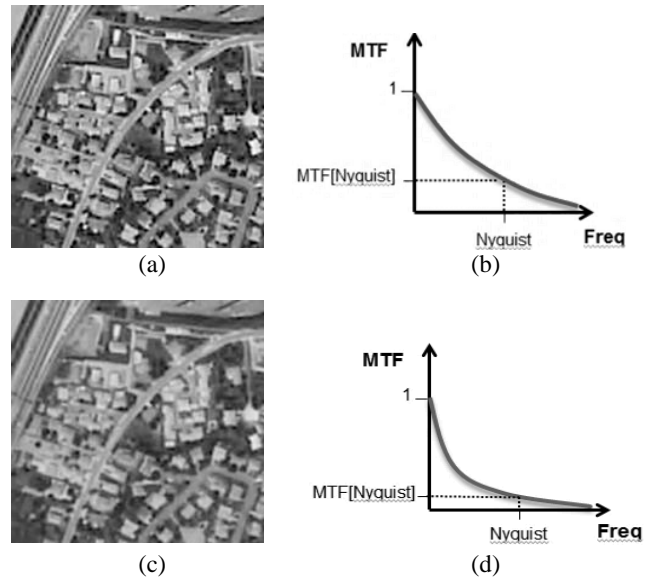 MTF
1
MTF[Nyquist]
Nyquist
Freq
(a)
(b)
MTF
1
MTF[Nyquist]
Nyquist
Freq
(c)
(d)